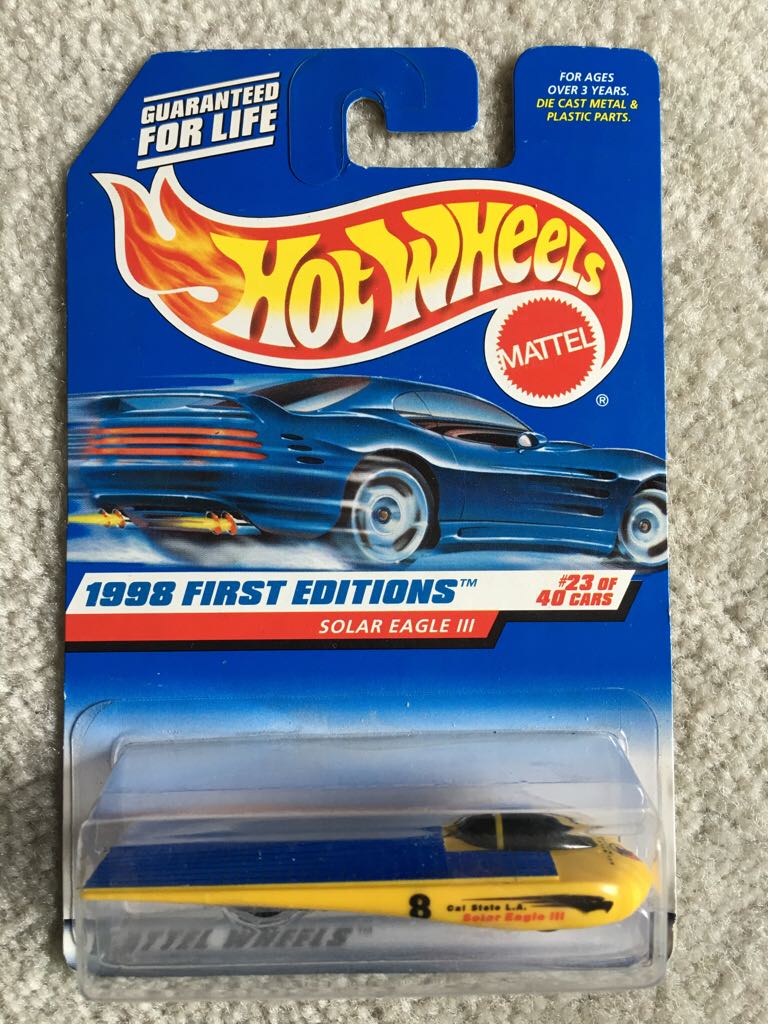 GUARANTEED
FOR LIFE
FOR AGES
OVER 3 YEARS.
DIE CAST METAL &
PLASTIC PARTS.
HOT WHEELS
MATTEL
®
1998 FIRST EDITIONS™
#23 OF
40 CARS
SOLAR EAGLE III
8
Cal State L.A.
Solar Eagle III
WHEELS™